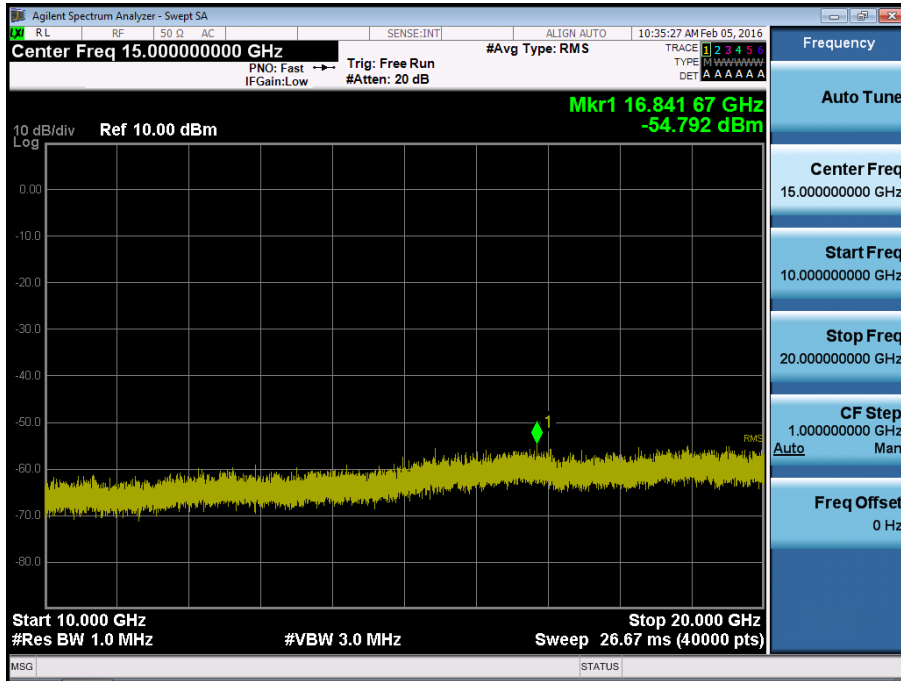 Agilent Spectrum Analyzer - Swept SA
LXI RL RF 50 Ω AC SENSE:INT ALIGN AUTO 10:35:27 AM Feb 05, 2016
Center Freq 15.000000000 GHz #Avg Type: RMS TRACE 1 2 3 4 5 6
PNO: Fast Trig: Free Run TYPE M W W W W W
IFGain:Low #Atten: 20 dB DET A A A A A A
Mkr1 16.841 67 GHz
10 dB/div Ref 10.00 dBm -54.792 dBm
Log
0.00
-10.0
-20.0
-30.0
-40.0
-50.0
1
RMS
-60.0
-70.0
-80.0
Start 10.000 GHz Stop 20.000 GHz
#Res BW 1.0 MHz #VBW 3.0 MHz Sweep 26.67 ms (40000 pts)
MSG STATUS
Frequency
Auto Tune
Center Freq
15.000000000 GHz
Start Freq
10.000000000 GHz
Stop Freq
20.000000000 GHz
CF Step
1.000000000 GHz
Auto Man
Freq Offset
0 Hz